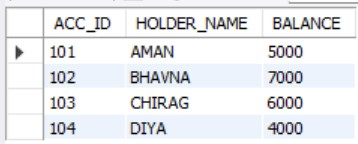 ACC_ID HOLDER_NAME BALANCE
101 AMAN 5000
102 BHAVNA 7000
103 CHIRAG 6000
104 DIYA 4000